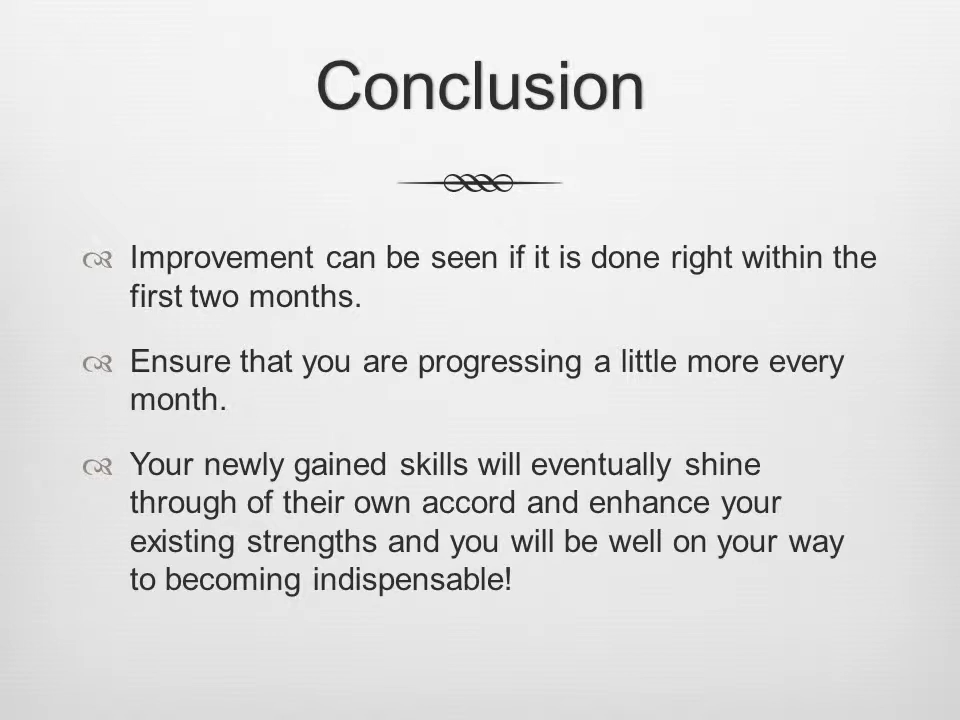 Conclusion
Improvement can be seen if it is done right within the
first two months.
Ensure that you are progressing a little more every
month.
Your newly gained skills will eventually shine
through of their own accord and enhance your
existing strengths and you will be well on your way
to becoming indispensable!